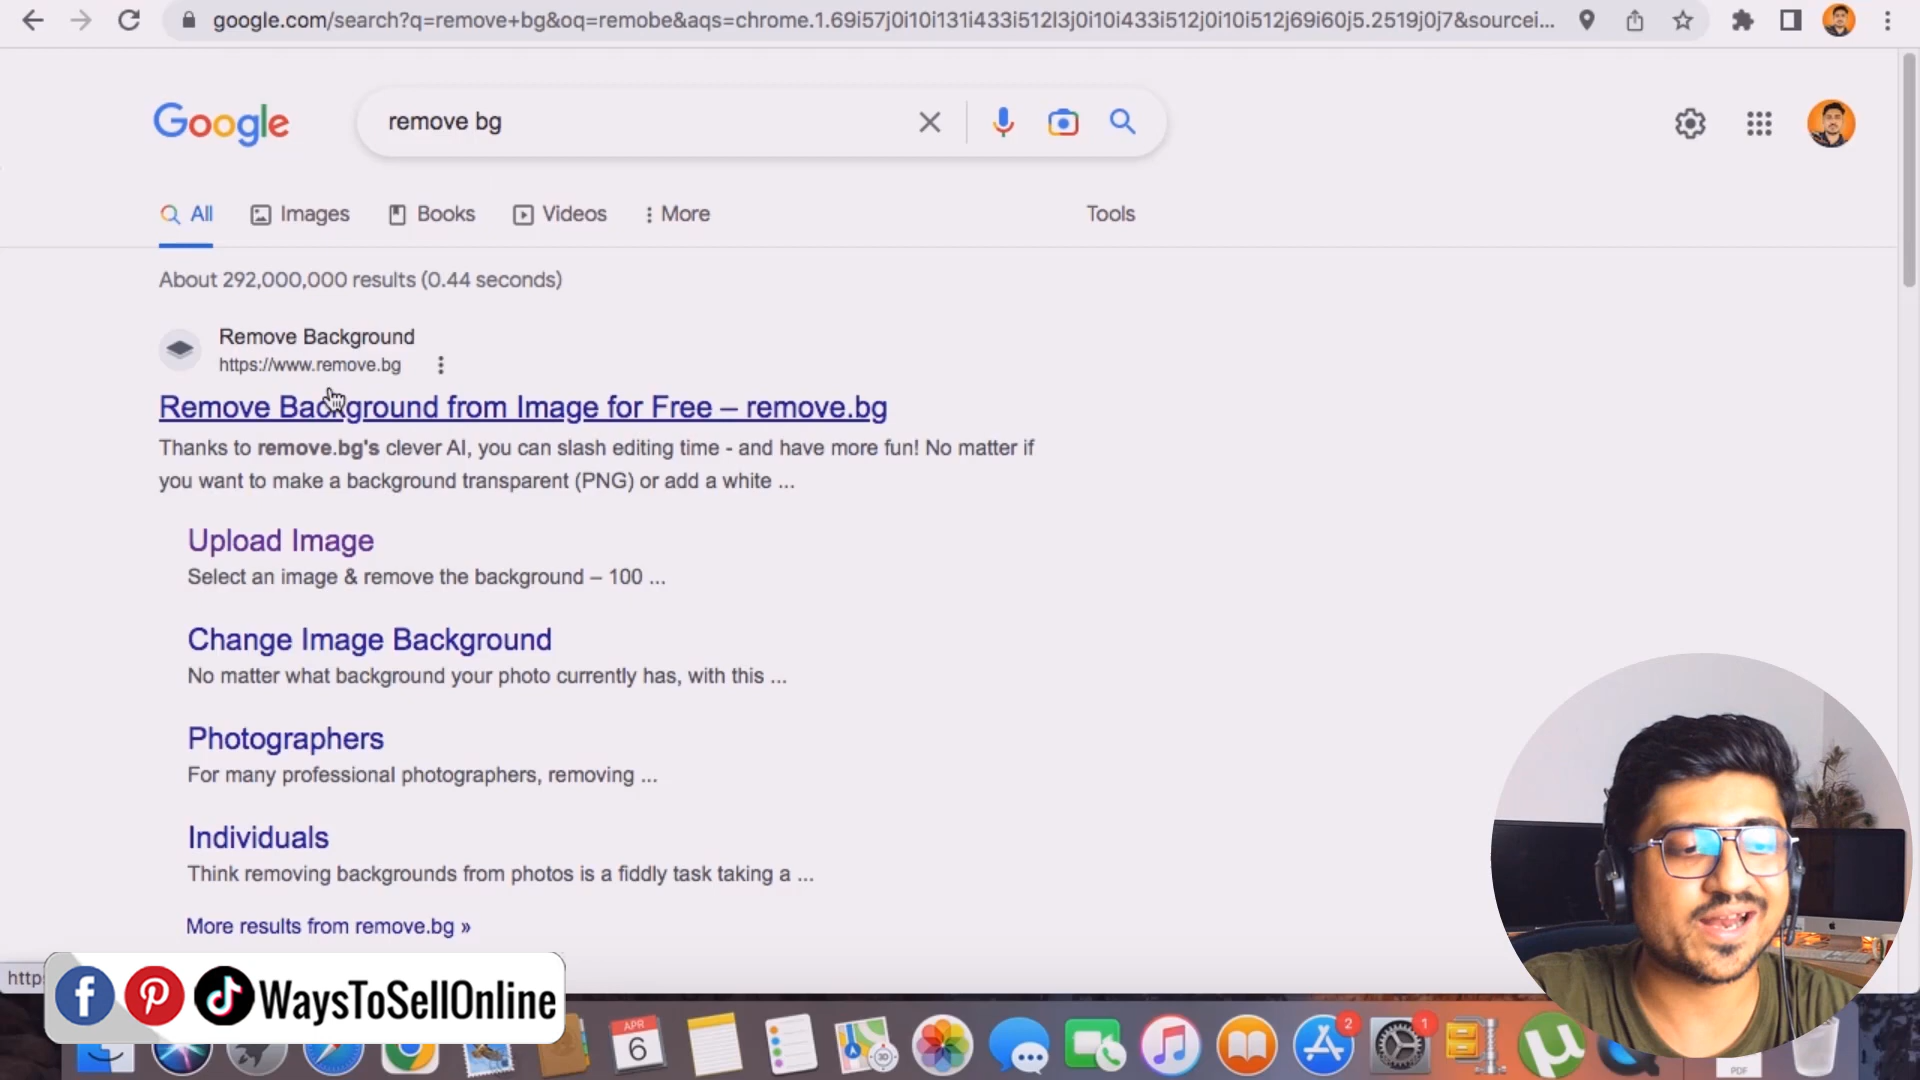 google.com/search?q=remove+bg&oq=remobe&aqs=chrome.1.69i57j0i10i131i433i512l3j0i10i433i512j0i10i512j69i60j5.2519j0j7&sourcei...
Google
remove bg
All
Images
Books
Videos
More
Tools
About 292,000,000 results (0.44 seconds)
Remove Background
https://www.remove.bg
Remove Background from Image for Free – remove.bg
Thanks to remove.bg's clever AI, you can slash editing time - and have more fun! No matter if
you want to make a background transparent (PNG) or add a white ...
Upload Image
Select an image & remove the background – 100 ...
Change Image Background
No matter what background your photo currently has, with this ...
Photographers
For many professional photographers, removing ...
Individuals
Think removing backgrounds from photos is a fiddly task taking a ...
More results from remove.bg »
http
WaysToSellOnline
APR
6
3D
2
1
PDF